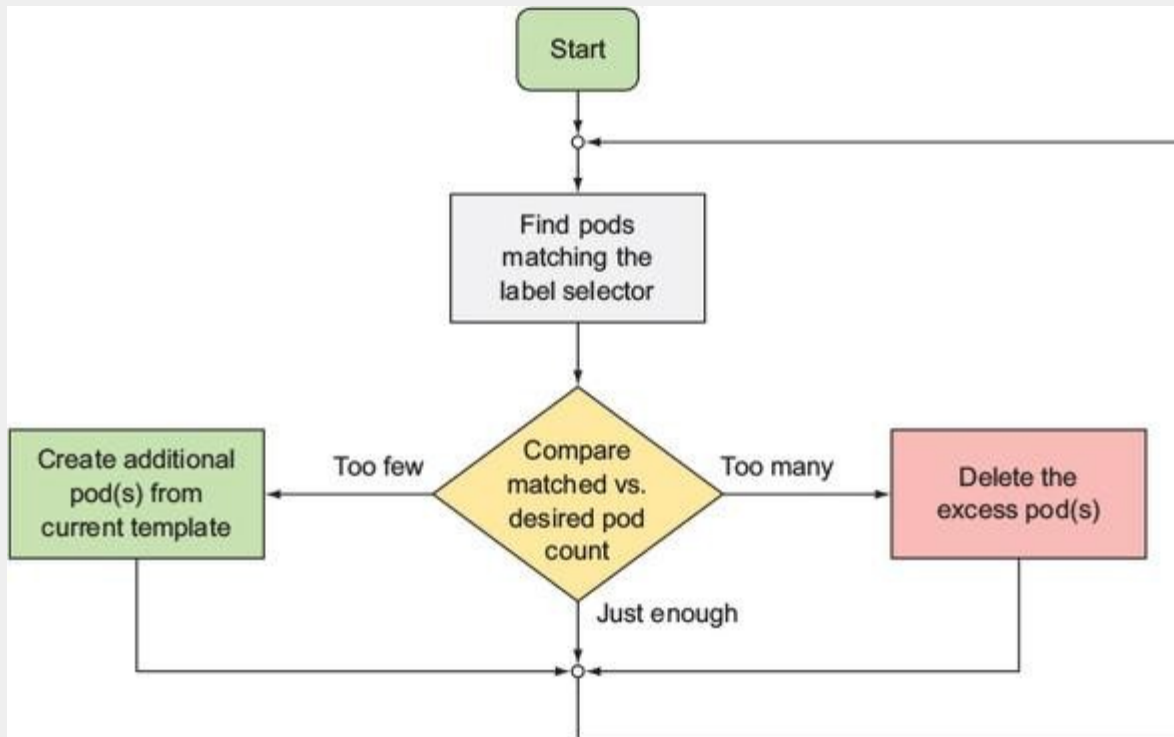 Start
Find pods
matching the
label selector
Compare
matched vs.
desired pod
count
Too few
Too many
Create additional
pod(s) from
current template
Delete the
excess pod(s)
Just enough